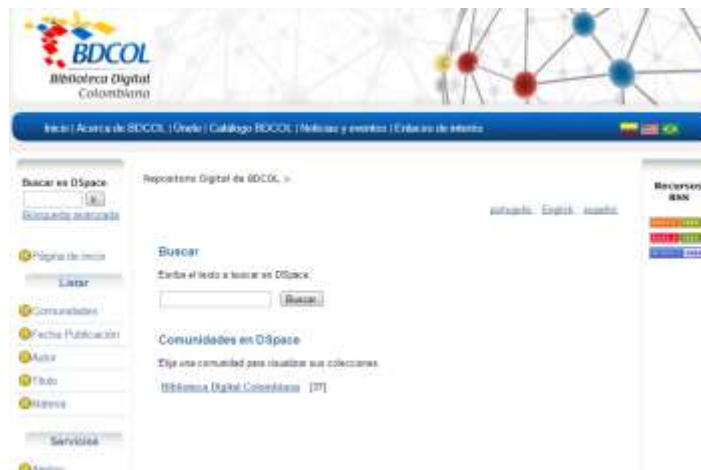 BDCOL
Biblioteca Digital
Colombiana
Inicio | Acerca de BDCOL | Únete | Catálogo BDCOL | Noticias y eventos | Enlaces de interés
Buscar en DSpace
Búsqueda avanzada
Página de inicio
Listar
Comunidades
Fecha Publicación
Autor
Título
Materia
Servicios
Repositorio Digital de BDCOL >
português English español
Buscar
Escriba el texto a buscar en DSpace.
Buscar
Comunidades en DSpace
Elija una comunidad para visualizar sus colecciones
Biblioteca Digital Colombiana [37]
Recursos
RSS